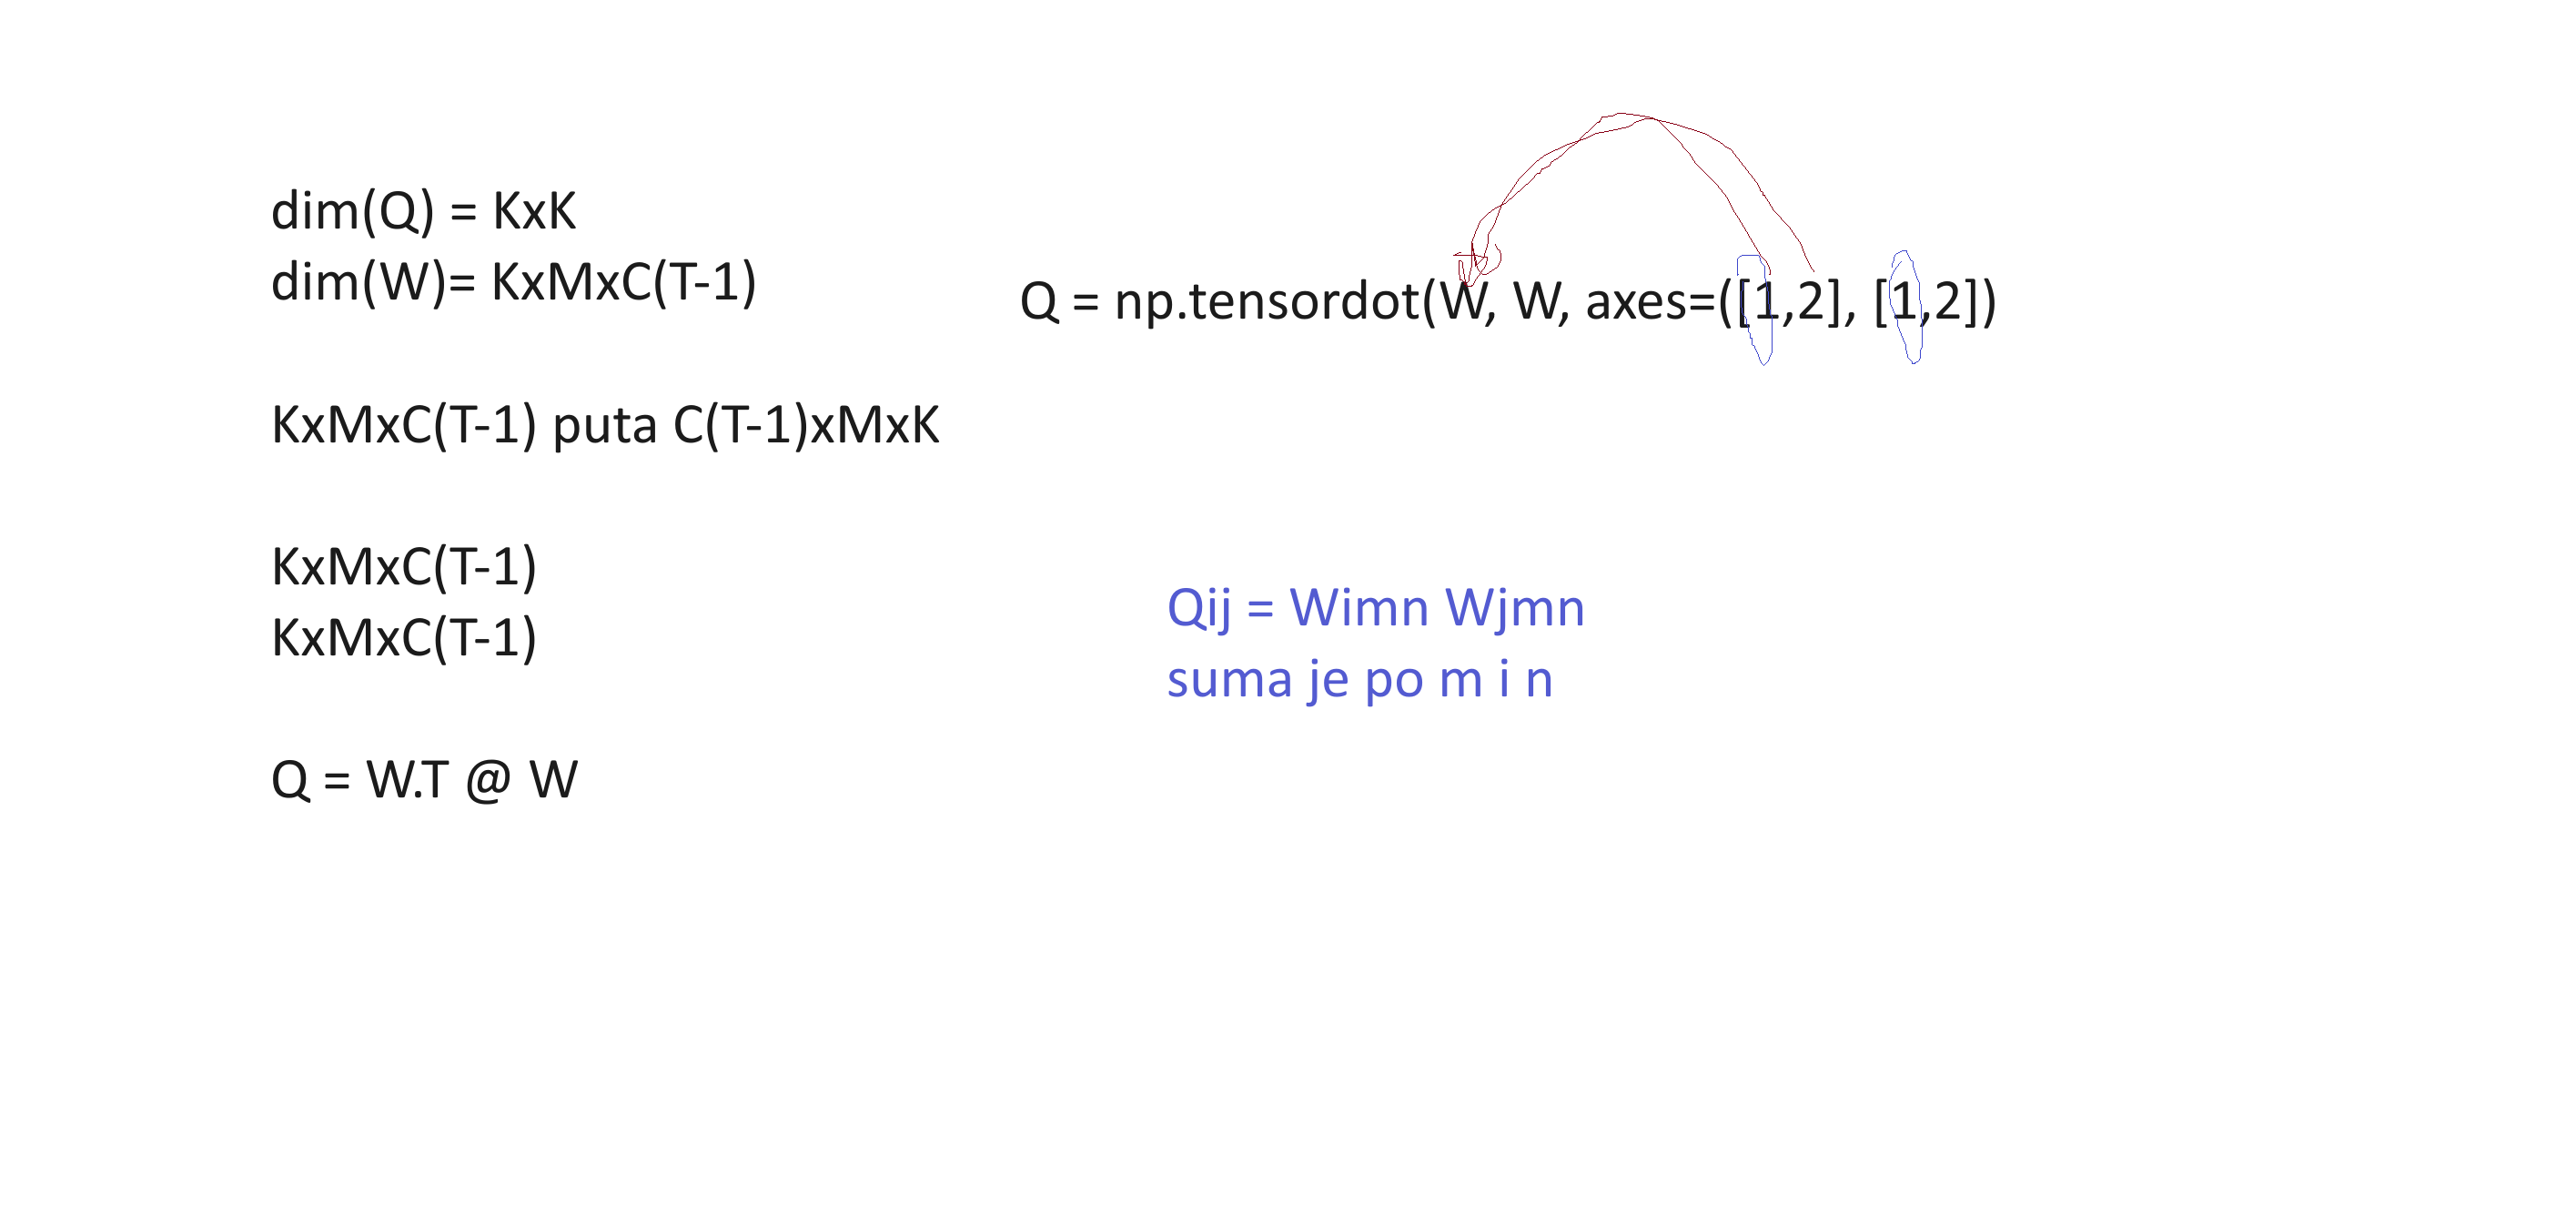 dim(Q) = KxK
dim(W)= KxMxC(T-1)
KxMxC(T-1) puta C(T-1)xMxK
KxMxC(T-1)
KxMxC(T-1)
Q = W.T @ W
Q = np.tensordot(W, W, axes=([1,2], [1,2])
Qij = Wimn Wjmn
suma je po m i n